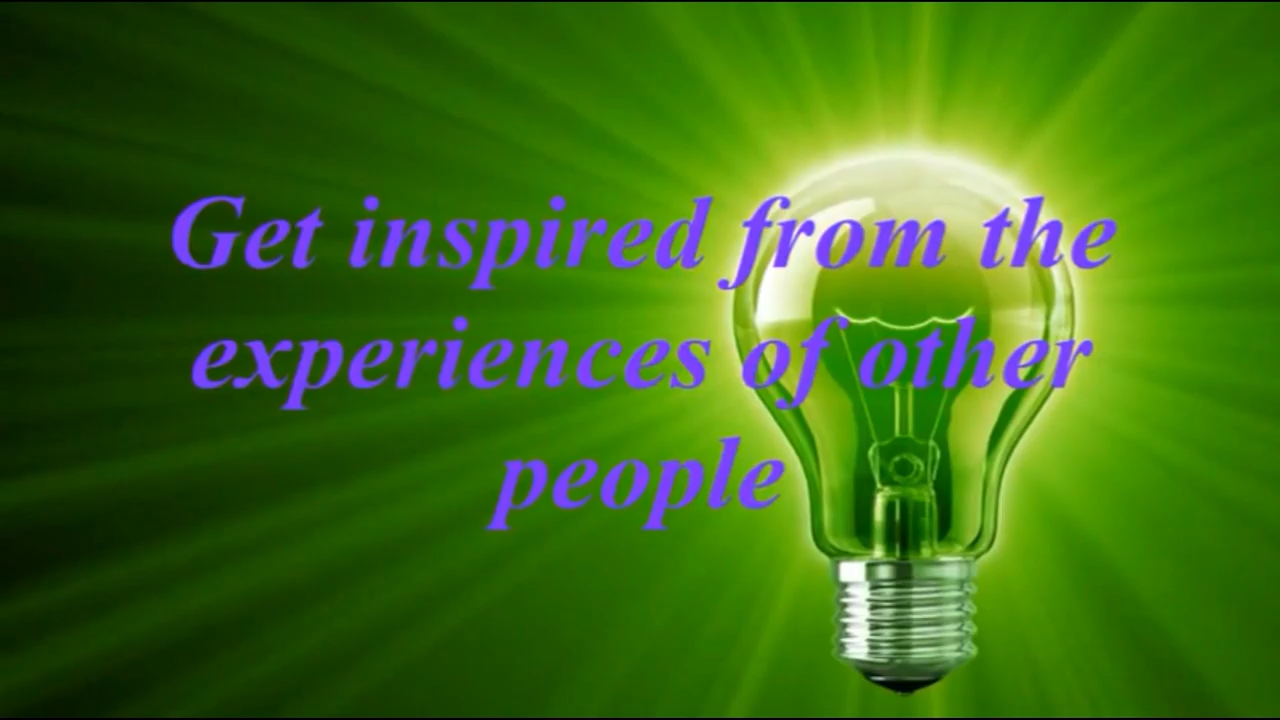 Get inspired from the
experiences of other
people